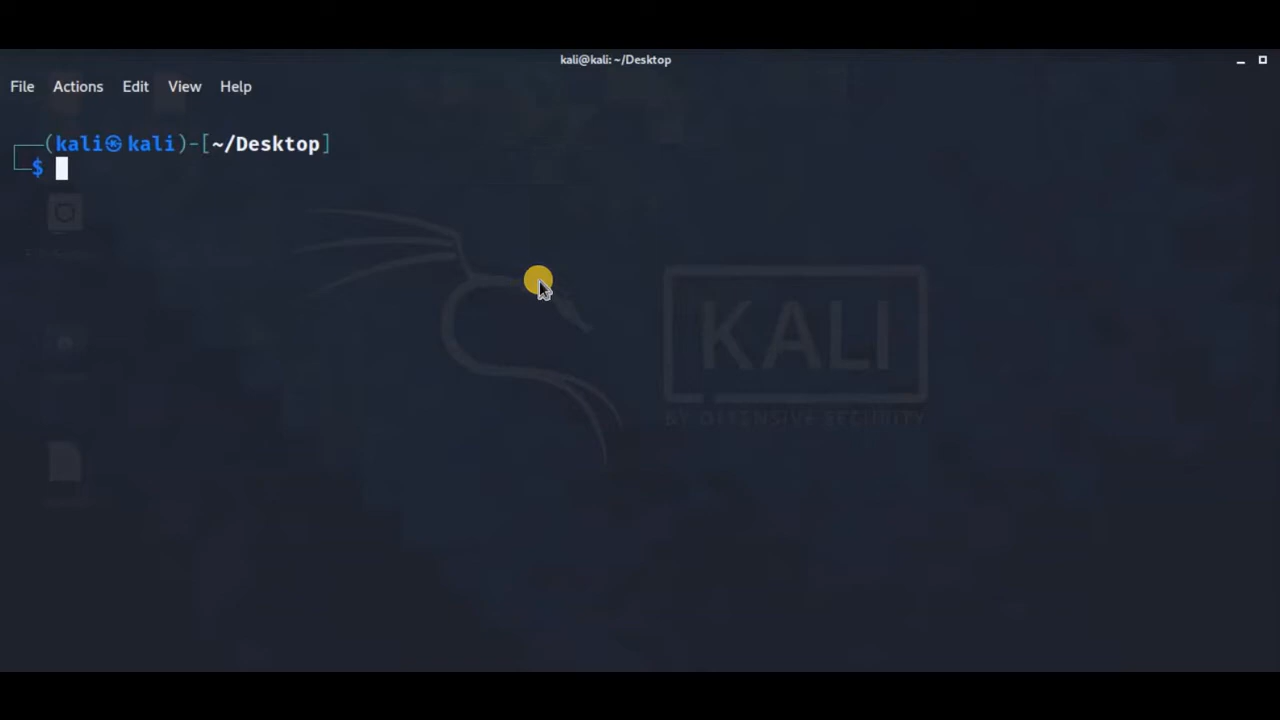 kali@kali: ~/Desktop
File Actions Edit View Help
┌──(kali㉿kali)-[~/Desktop]
└─$
KALI
BY OFFENSIVE SECURITY